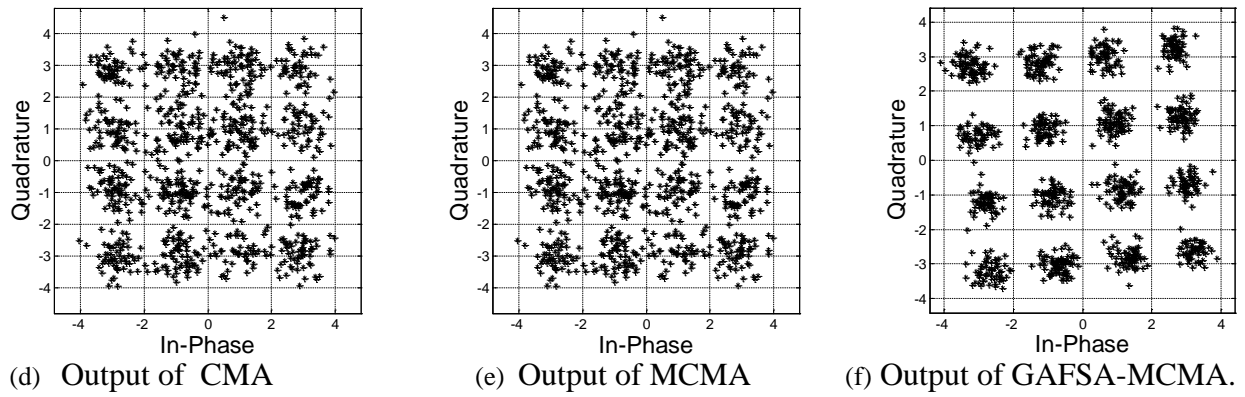 4
3
2
1
0
-1
-2
-3
-4
Quadrature
-4 -2 0 2 4
In-Phase
(d) Output of CMA
4
3
2
1
0
-1
-2
-3
-4
Quadrature
-4 -2 0 2 4
In-Phase
(e) Output of MCMA
4
3
2
1
0
-1
-2
-3
-4
Quadrature
-4 -2 0 2 4
In-Phase
(f) Output of GAFSA-MCMA.